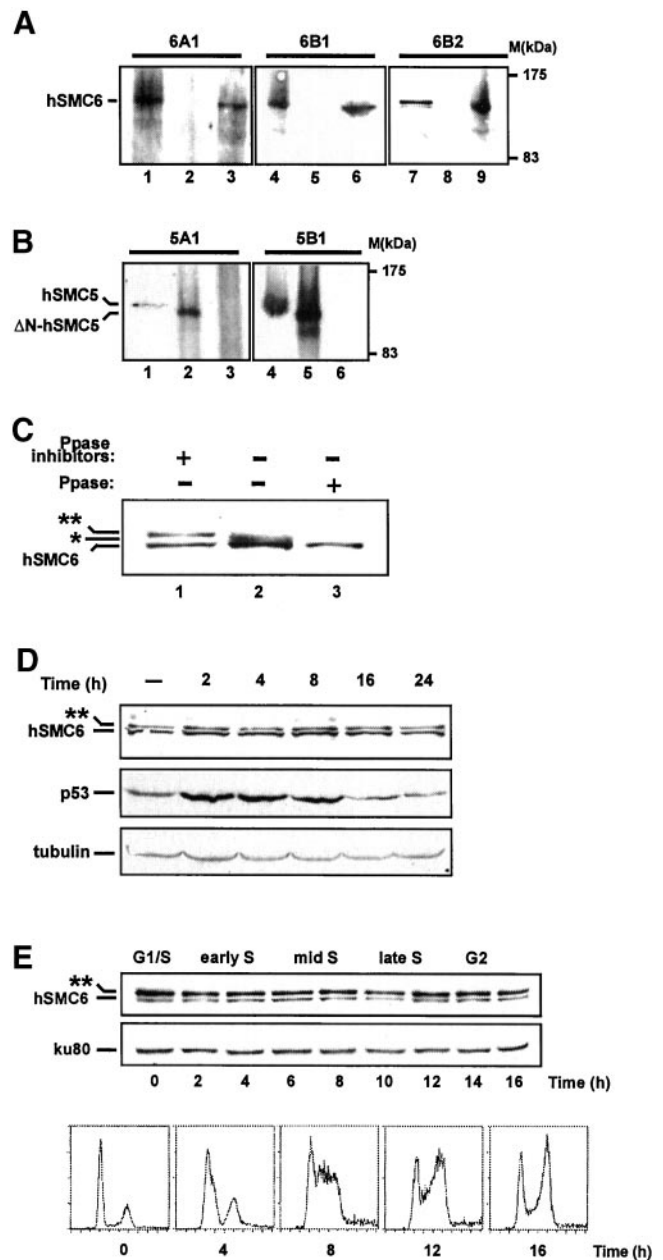 A
6A1 6B1 6B2 M(kDa)
175
hSMC6
83
1 2 3 4 5 6 7 8 9
B
5A1 5B1 M(kDa)
175
hSMC5
ΔN-hSMC5
83
1 2 3 4 5 6
C
Ppase
inhibitors: + - -
Ppase: - - +
**
*
hSMC6
1 2 3
D
Time (h) — 2 4 8 16 24
**
hSMC6
p53
tubulin
E
G1/S early S mid S late S G2
**
hSMC6
ku80
0 2 4 6 8 10 12 14 16 Time (h)
0 4 8 12 16 Time (h)